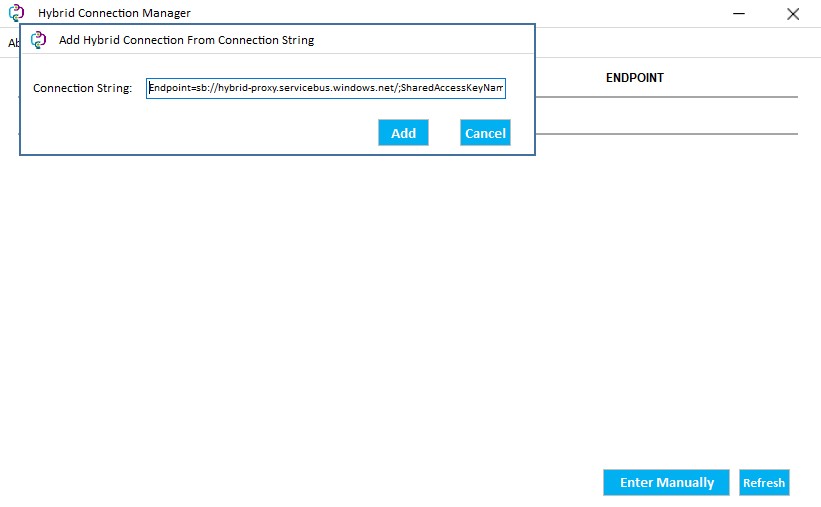 Hybrid Connection Manager
Ab
Add Hybrid Connection From Connection String
ENDPOINT
Connection String: Endpoint=sb://hybrid-proxy.servicebus.windows.net/;SharedAccessKeyNam
Add Cancel
Enter Manually Refresh